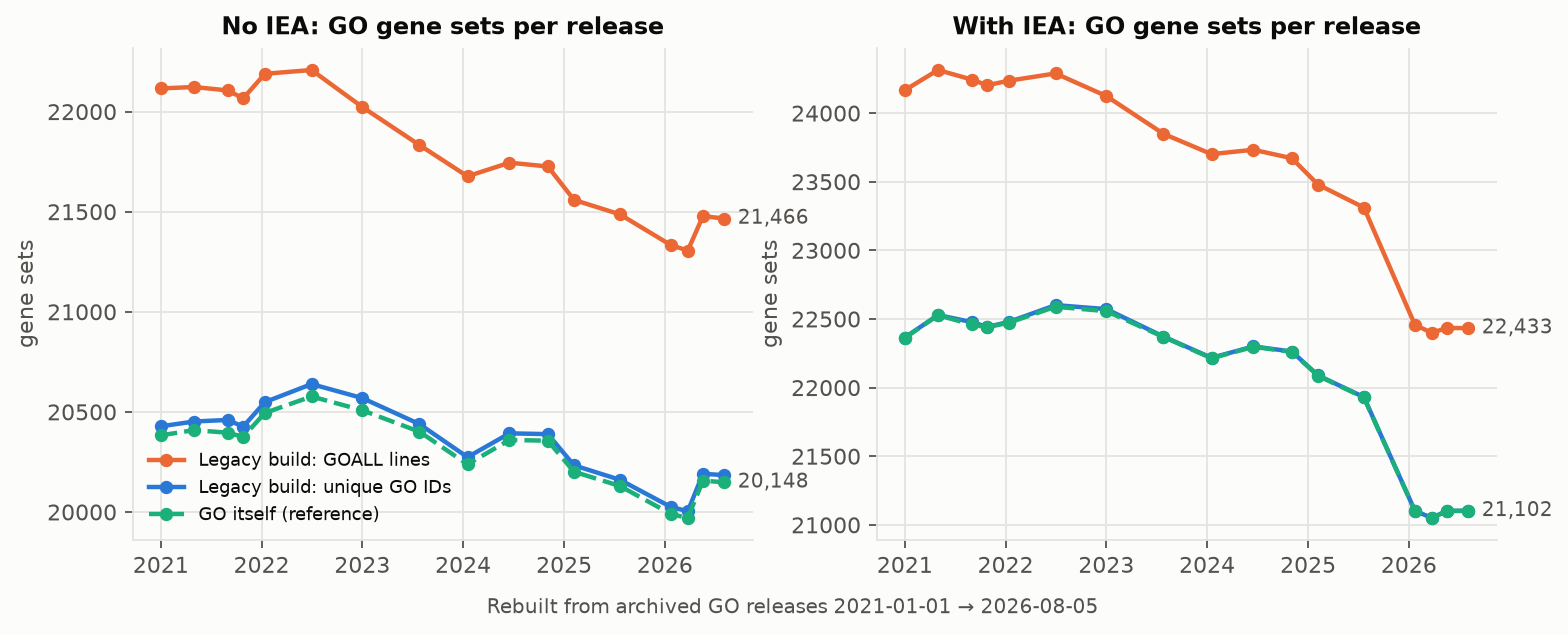 No IEA: GO gene sets per release
gene sets
22000
21500
21000
20500
20000
21,466
20,148
Legacy build: GOALL lines
Legacy build: unique GO IDs
GO itself (reference)
2021 2022 2023 2024 2025 2026
With IEA: GO gene sets per release
gene sets
24000
23500
23000
22500
22000
21500
21000
22,433
21,102
2021 2022 2023 2024 2025 2026
Rebuilt from archived GO releases 2021-01-01 → 2026-08-05